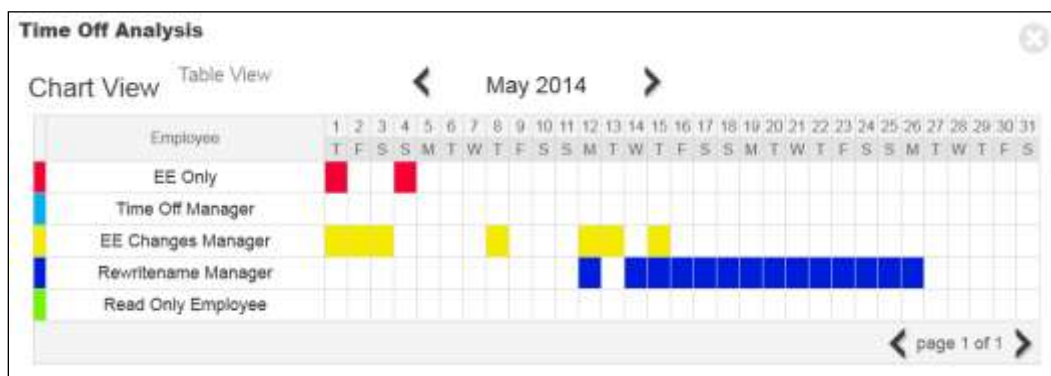 Time Off Analysis
Chart View Table View May 2014
Employee 1 2 3 4 5 6 7 8 9 10 11 12 13 14 15 16 17 18 19 20 21 22 23 24 25 26 27 28 29 30 31
T F S S M T W T F S S M T W T F S S M T W T F S S M T W T F S
EE Only
Time Off Manager
EE Changes Manager
Rewritename Manager
Read Only Employee
page 1 of 1